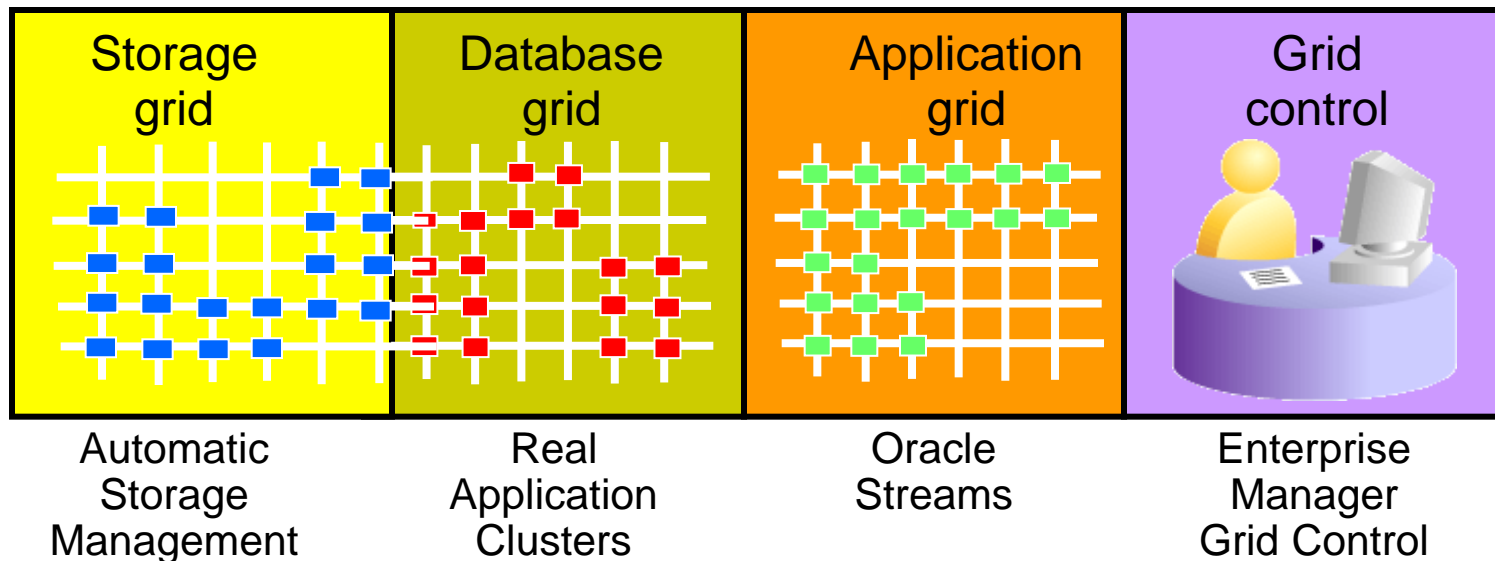 Storage
grid
Database
grid
Application
grid
Grid
control
Automatic
Storage
Management
Real
Application
Clusters
Oracle
Streams
Enterprise
Manager
Grid Control